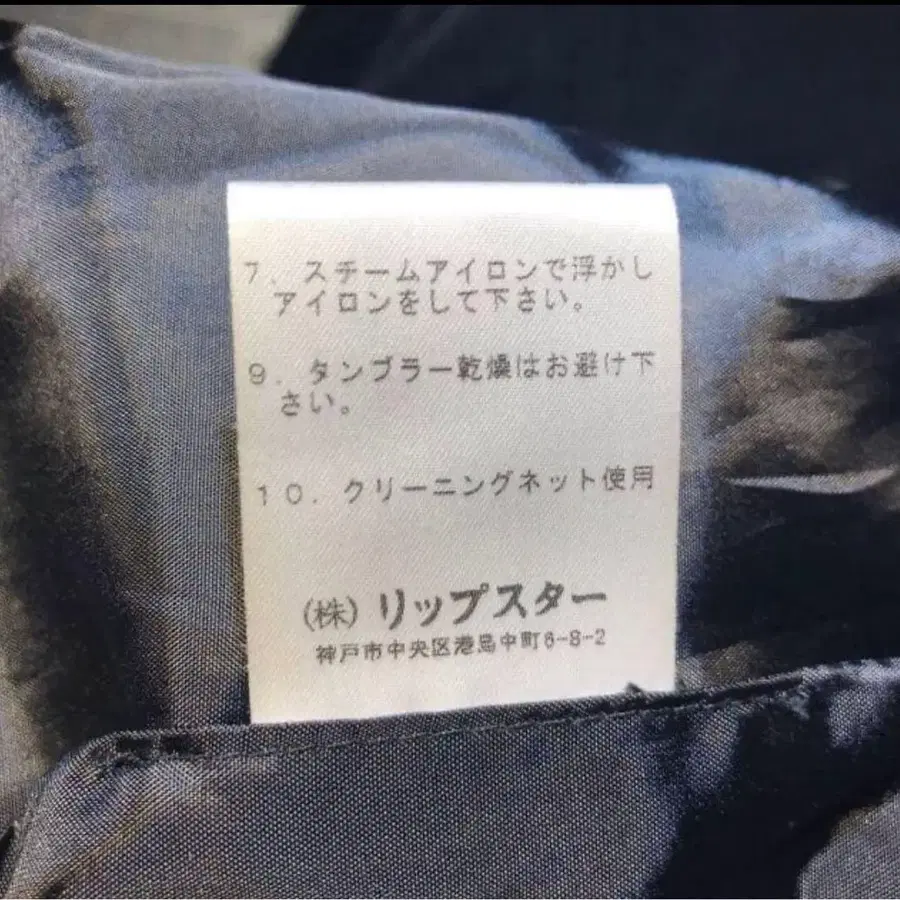 7．スチームアイロンで浮かし
アイロンをして下さい。
9．タンブラー乾燥はお避け下
さい。
10．クリーニングネット使用
（株）リップスター
神戸市中央区港島中町6-8-2